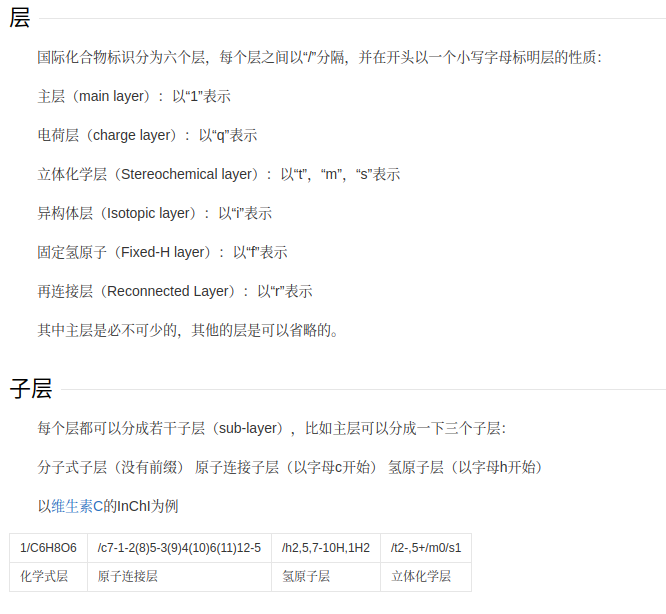 层
国际化合物标识分为六个层，每个层之间以“/”分隔，并在开头以一个小写字母标明层的性质：
主层（main layer）：以“1”表示
电荷层（charge layer）：以“q”表示
立体化学层（Stereochemical layer）：以“t”，“m”，“s”表示
异构体层（Isotopic layer）：以“i”表示
固定氢原子（Fixed-H layer）：以“f”表示
再连接层（Reconnected Layer）：以“r”表示
其中主层是必不可少的，其他的层是可以省略的。
子层
每个层都可以分成若干子层（sub-layer），比如主层可以分成一下三个子层：
分子式子层（没有前缀） 原子连接子层（以字母c开始） 氢原子层（以字母h开始）
以维生素C的InChI为例
1/C6H8O6 /c7-1-2(8)5-3(9)4(10)6(11)12-5 /h2,5,7-10H,1H2 /t2-,5+/m0/s1
化学式层 原子连接层 氢原子层 立体化学层